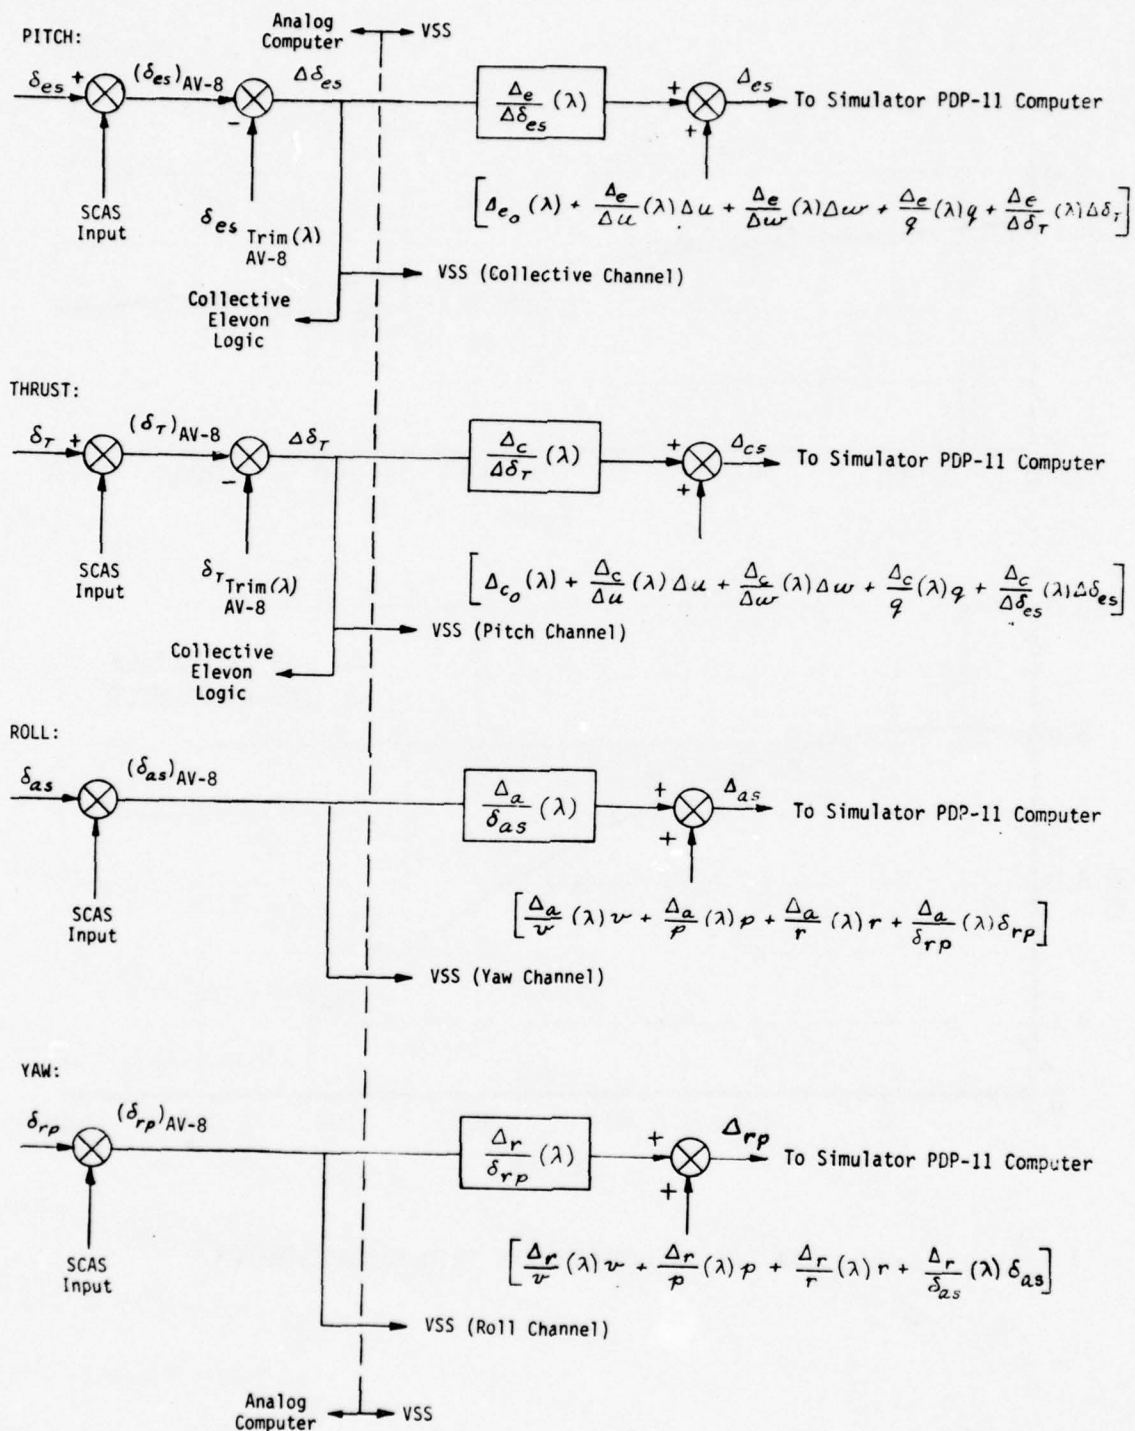 Analog
Computer
VSS
PITCH:
δes + (δes)AV-8 Δδes
−
Δe/Δδes (λ)
+ Δes To Simulator PDP-11 Computer
+
SCAS
Input
δes Trim(λ)
AV-8
[Δeo(λ) + Δe/Δu (λ) Δu + Δe/Δw (λ) Δw + Δe/q (λ) q + Δe/ΔδT (λ) ΔδT]
VSS (Collective Channel)
Collective
Elevon
Logic
THRUST:
δT + (δT)AV-8 ΔδT
−
Δc/ΔδT (λ)
+ Δcs To Simulator PDP-11 Computer
+
SCAS
Input
δT Trim(λ)
AV-8
[Δco(λ) + Δc/Δu (λ) Δu + Δc/Δw (λ) Δw + Δc/q (λ) q + Δc/Δδes (λ) Δδes]
VSS (Pitch Channel)
Collective
Elevon
Logic
ROLL:
δas (δas)AV-8
Δa/δas (λ)
+ Δas To Simulator PDP-11 Computer
+
SCAS
Input
[Δa/v (λ) v + Δa/p (λ) p + Δa/r (λ) r + Δa/δrp (λ) δrp]
VSS (Yaw Channel)
YAW:
δrp (δrp)AV-8
Δr/δrp (λ)
+ Δrp To Simulator PDP-11 Computer
+
SCAS
Input
[Δr/v (λ) v + Δr/p (λ) p + Δr/r (λ) r + Δr/δas (λ) δas]
VSS (Roll Channel)
Analog
Computer
VSS